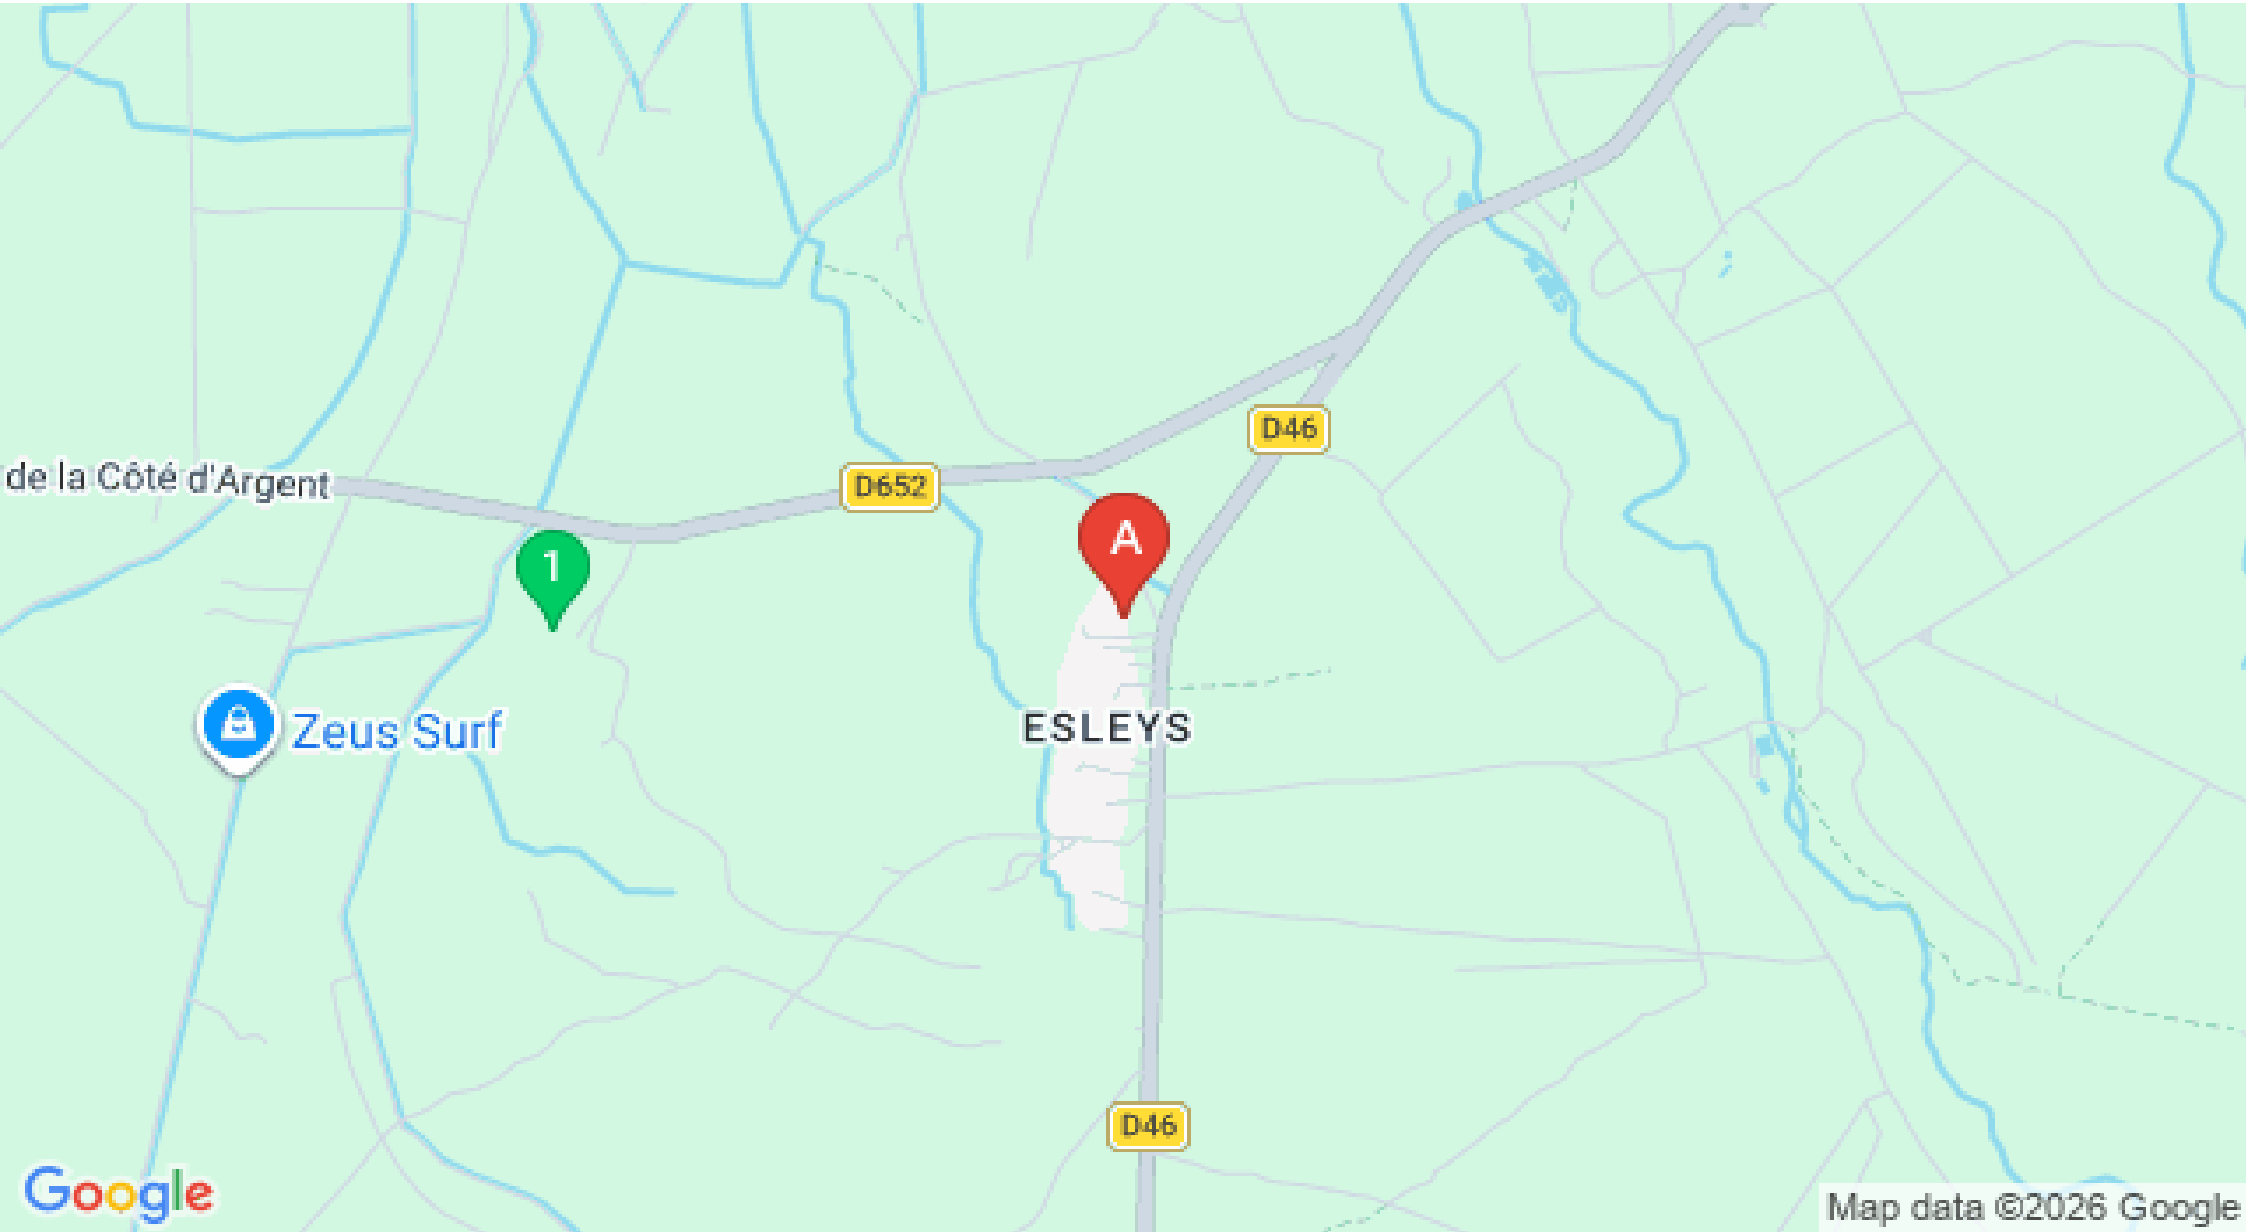 D46
de la Côté d'Argent
D652
A
1
Zeus Surf
ESLEYS
D46
Google
Map data ©2026 Google